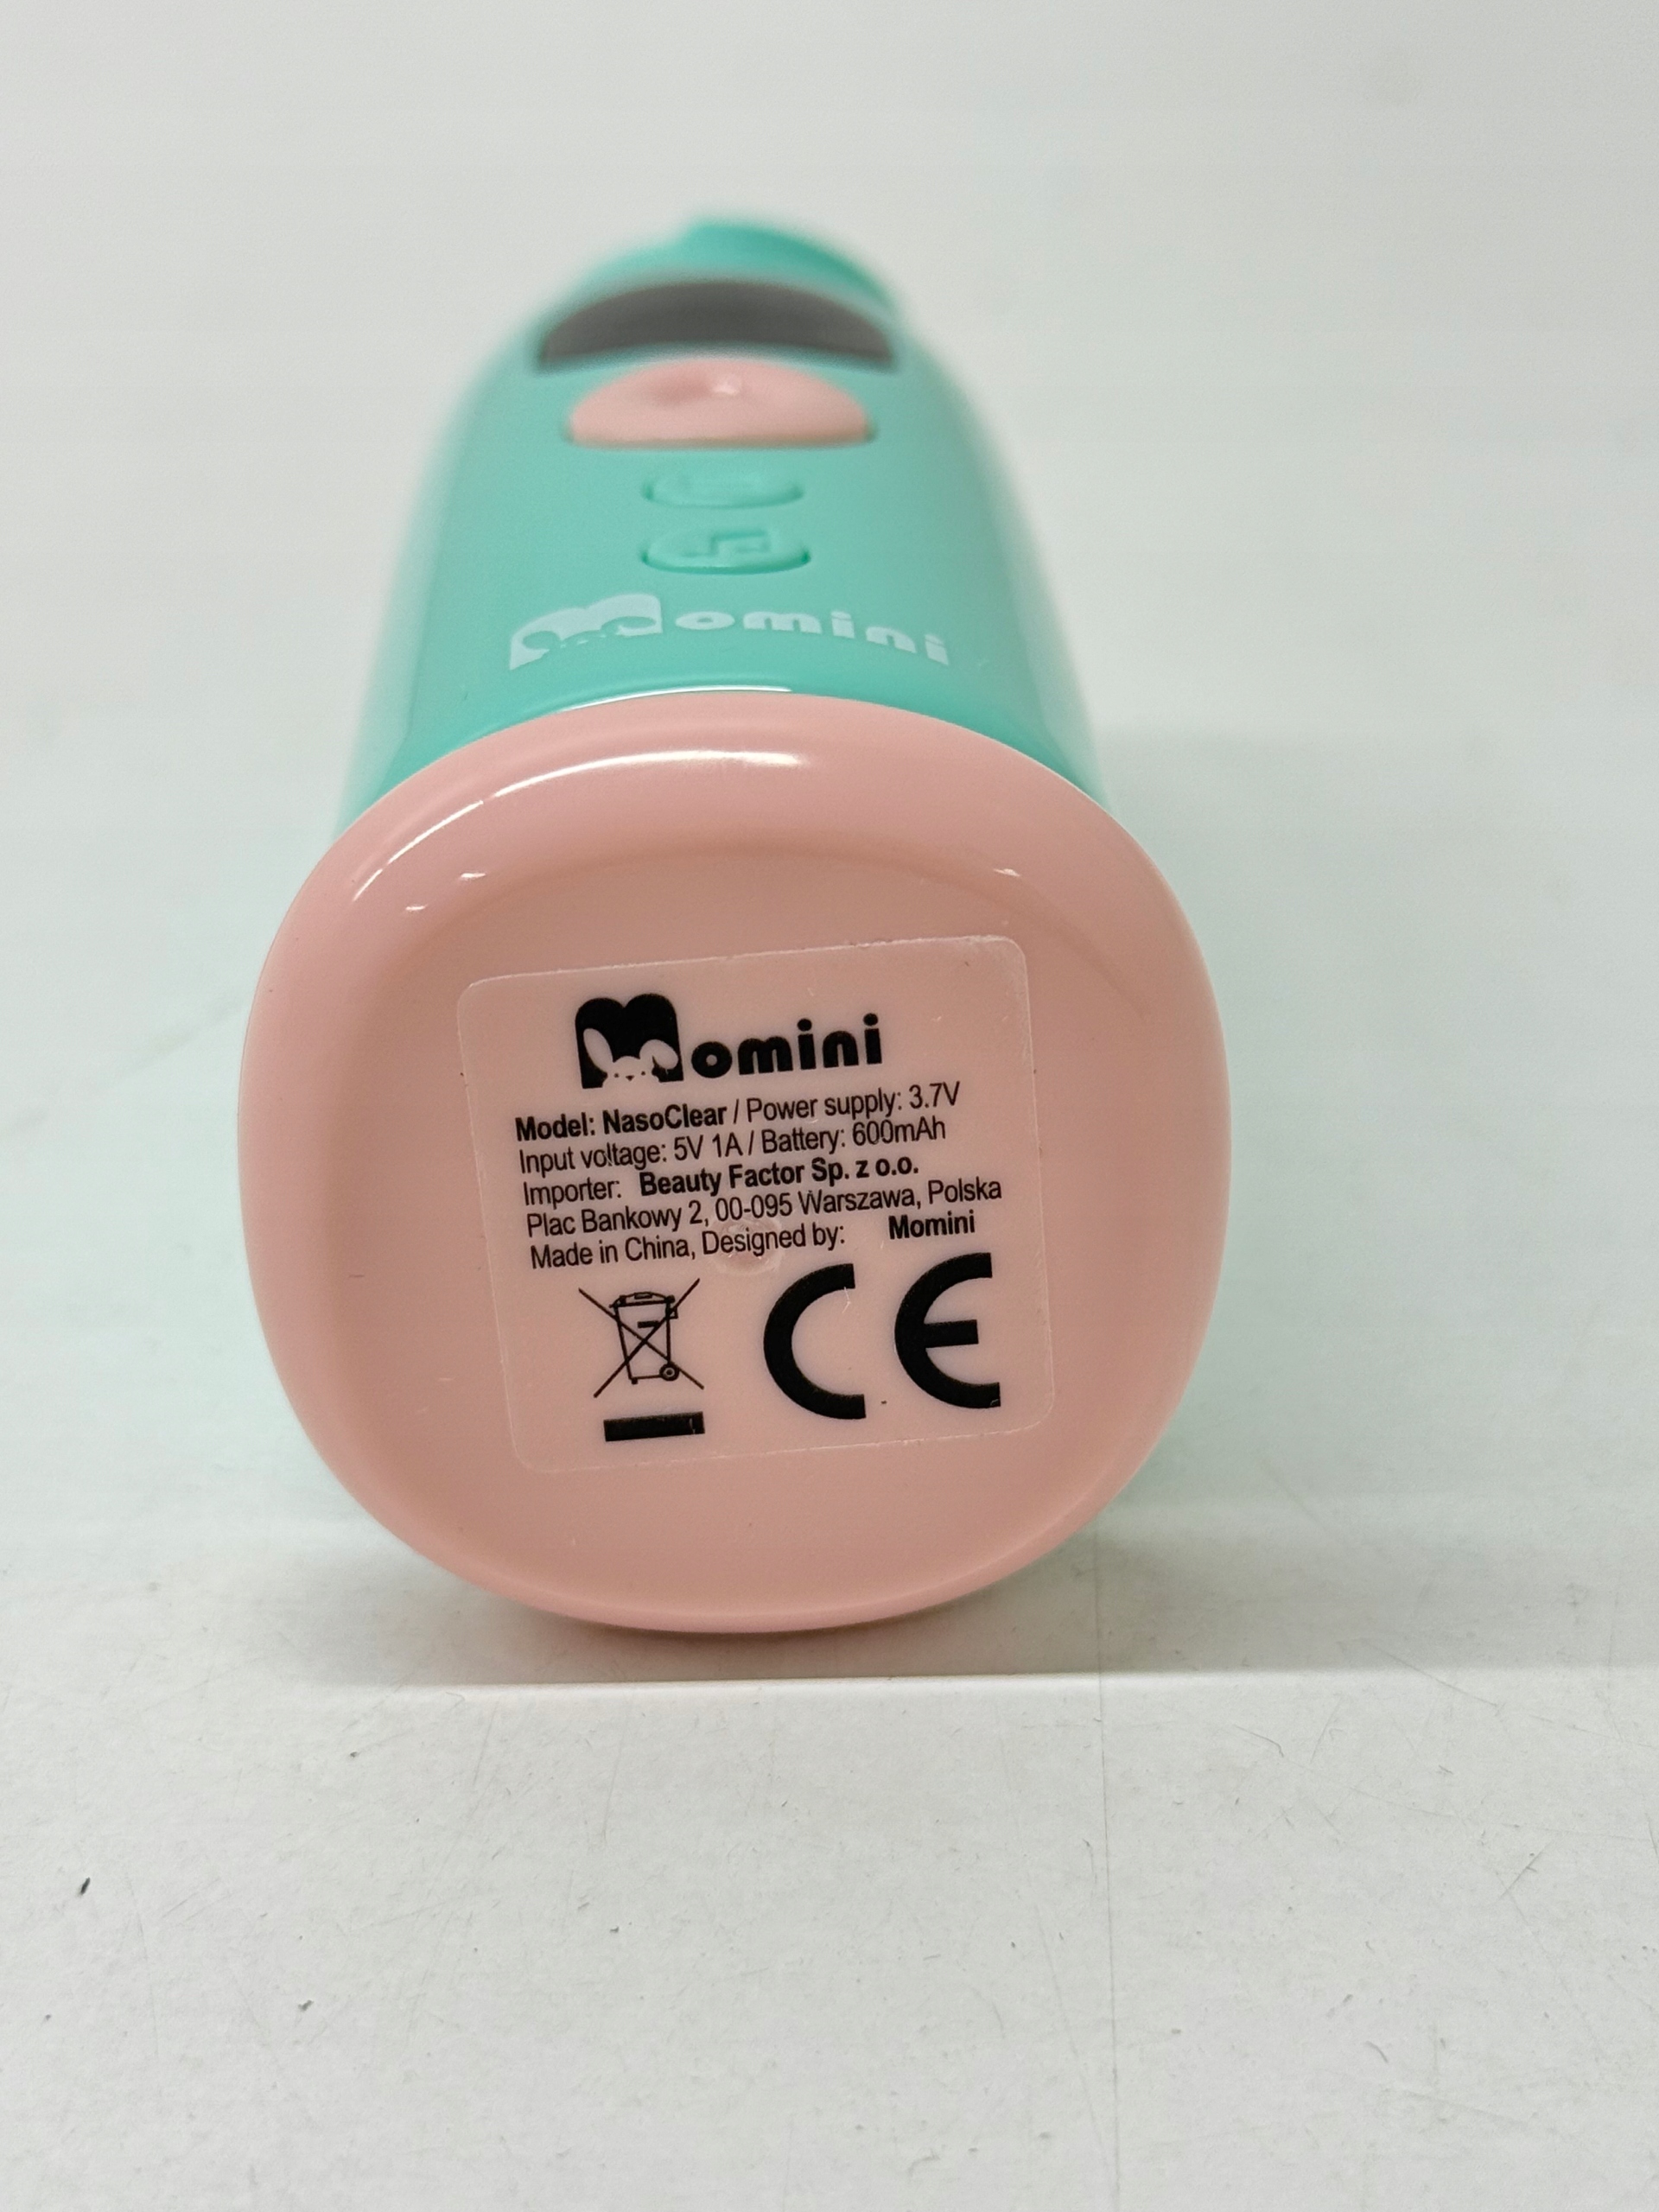 Momini
Momini
Model: NasoClear / Power supply: 3.7V
Input voltage: 5V 1A / Battery: 600mAh
Importer: Beauty Factor Sp. z o.o.
Plac Bankowy 2, 00-095 Warszawa, Polska
Made in China, Designed by: Momini
CE